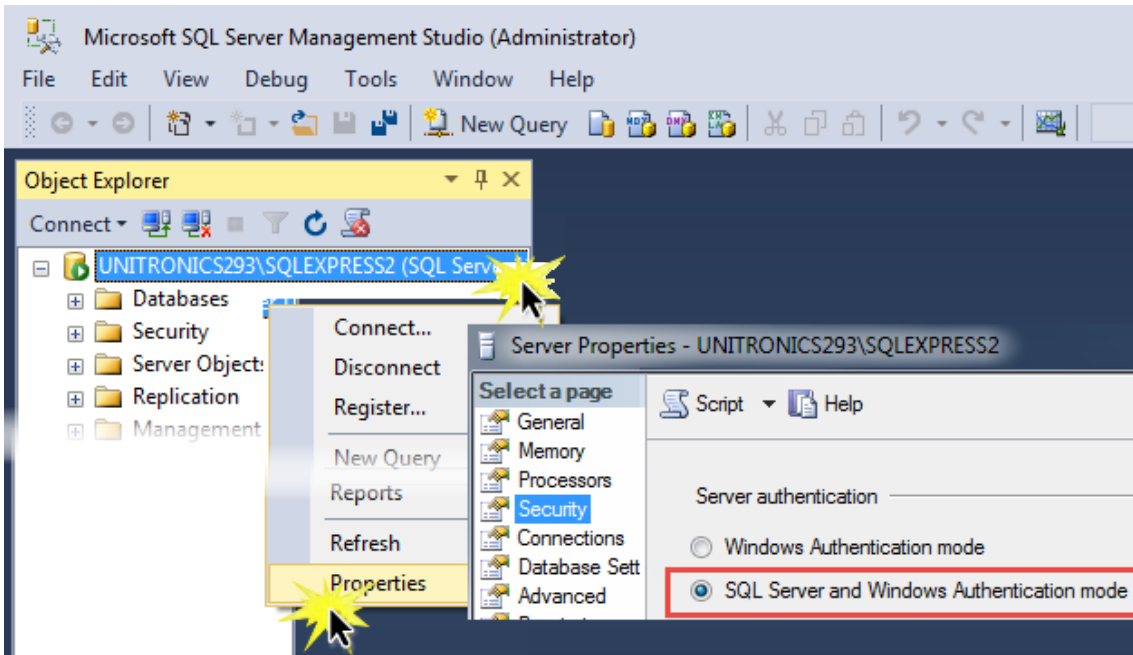 Microsoft SQL Server Management Studio (Administrator)
File Edit View Debug Tools Window Help
New Query
Object Explorer
Connect
UNITRONICS293\SQLEXPRESS2 (SQL Serve
Databases
Security
Server Object
Replication
Management
Connect...
Disconnect
Register...
New Query
Reports
Refresh
Properties
Server Properties - UNITRONICS293\SQLEXPRESS2
Select a page
General
Memory
Processors
Security
Connections
Database Sett
Advanced
Script Help
Server authentication
Windows Authentication mode
SQL Server and Windows Authentication mode